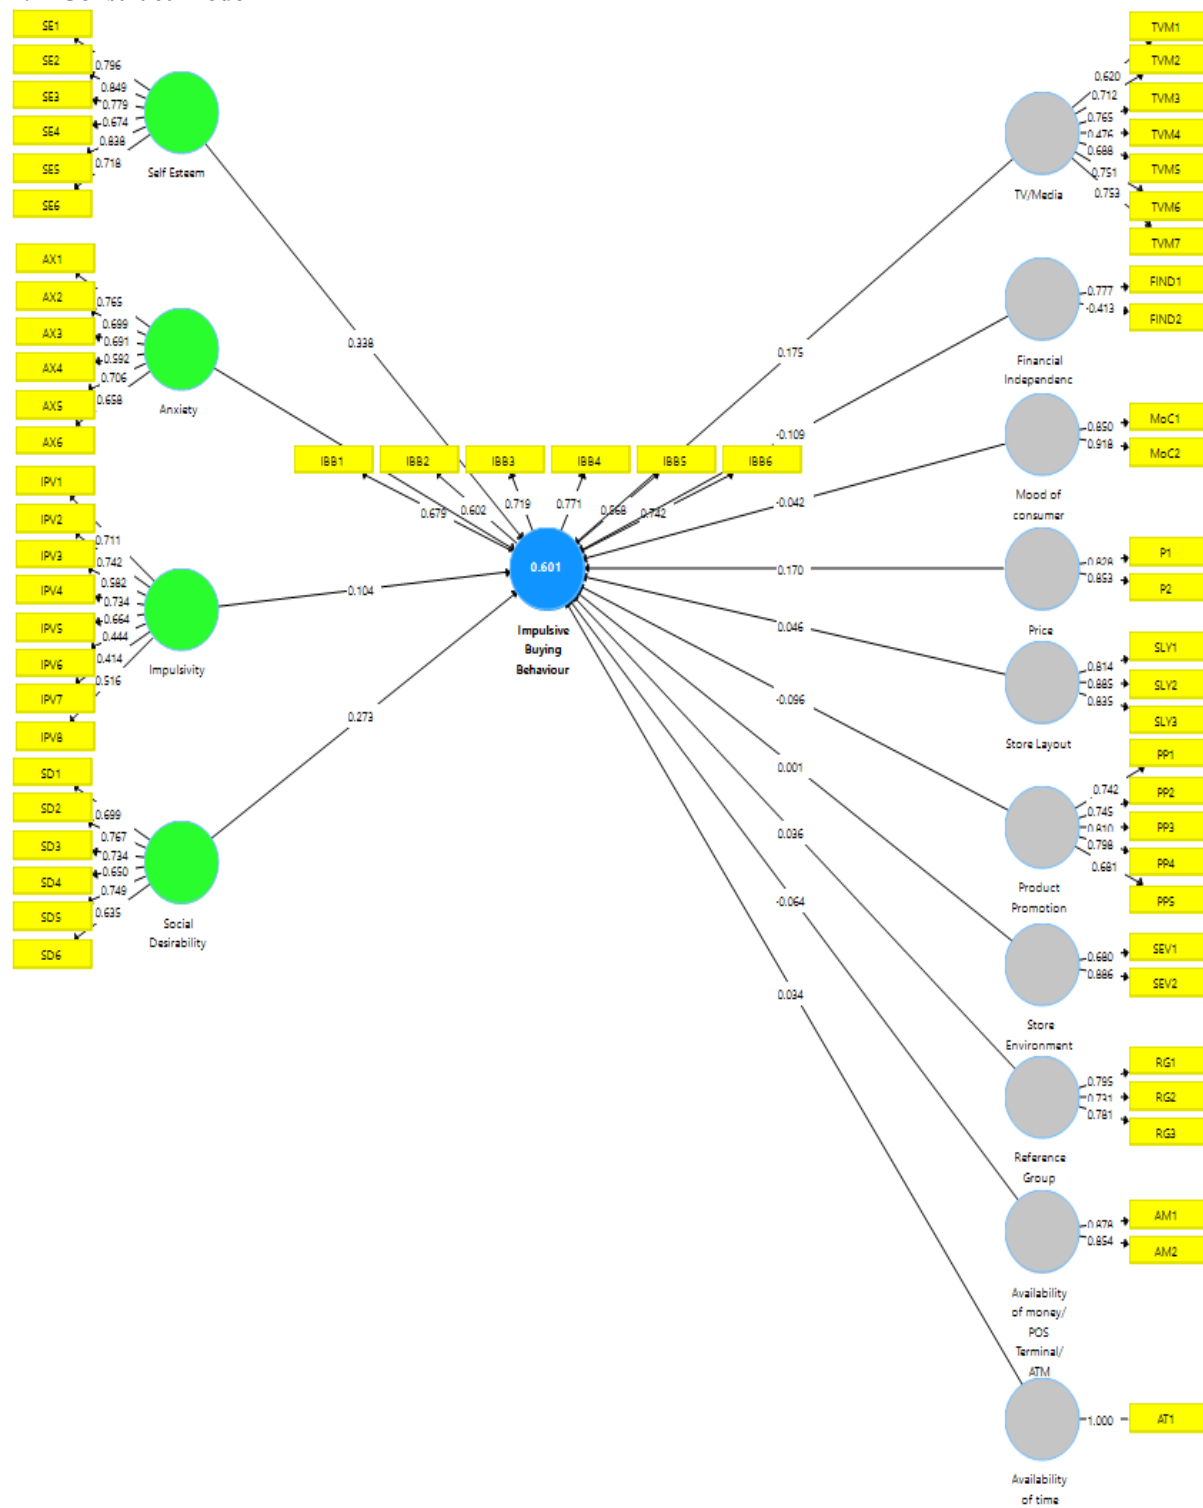 SE1
SE2
SE3
SE4
SE5
SE6
0.796
0.849
0.779
0.674
0.838
0.718
Self Esteem
AX1
AX2
AX3
AX4
AX5
AX6
0.765
0.699
0.691
0.592
0.706
0.658
Anxiety
IPV1
IPV2
IPV3
IPV4
IPV5
IPV6
IPV7
IPV8
0.711
0.742
0.582
0.734
0.664
0.444
0.414
0.516
Impulsivity
SD1
SD2
SD3
SD4
SD5
SD6
0.699
0.767
0.734
0.650
0.749
0.635
Social
Desirability
0.338
0.104
0.273
IBB1
IBB2
IBB3
IBB4
IBB5
IBB6
0.679
0.602
0.719
0.771
0.568
0.742
0.601
Impulsive
Buying
Behaviour
0.175
-0.109
-0.042
0.170
0.046
-0.096
0.001
0.036
-0.064
0.034
TVM1
TVM2
TVM3
TVM4
TVM5
TVM6
TVM7
0.620
0.712
0.765
0.476
0.688
0.751
0.753
TV/Media
FIND1
FIND2
0.777
-0.413
Financial
Independenc
MoC1
MoC2
0.850
0.918
Mood of
consumer
P1
P2
0.828
0.853
Price
SLY1
SLY2
SLY3
0.814
0.885
0.835
Store Layout
PP1
PP2
PP3
PP4
PP5
0.742
0.745
0.810
0.798
0.681
Product
Promotion
SEV1
SEV2
0.680
0.886
Store
Environment
RG1
RG2
RG3
0.795
0.731
0.781
Reference
Group
AM1
AM2
0.878
0.854
Availability
of money/
POS
Terminal/
ATM
AT1
1.000
Availability
of time